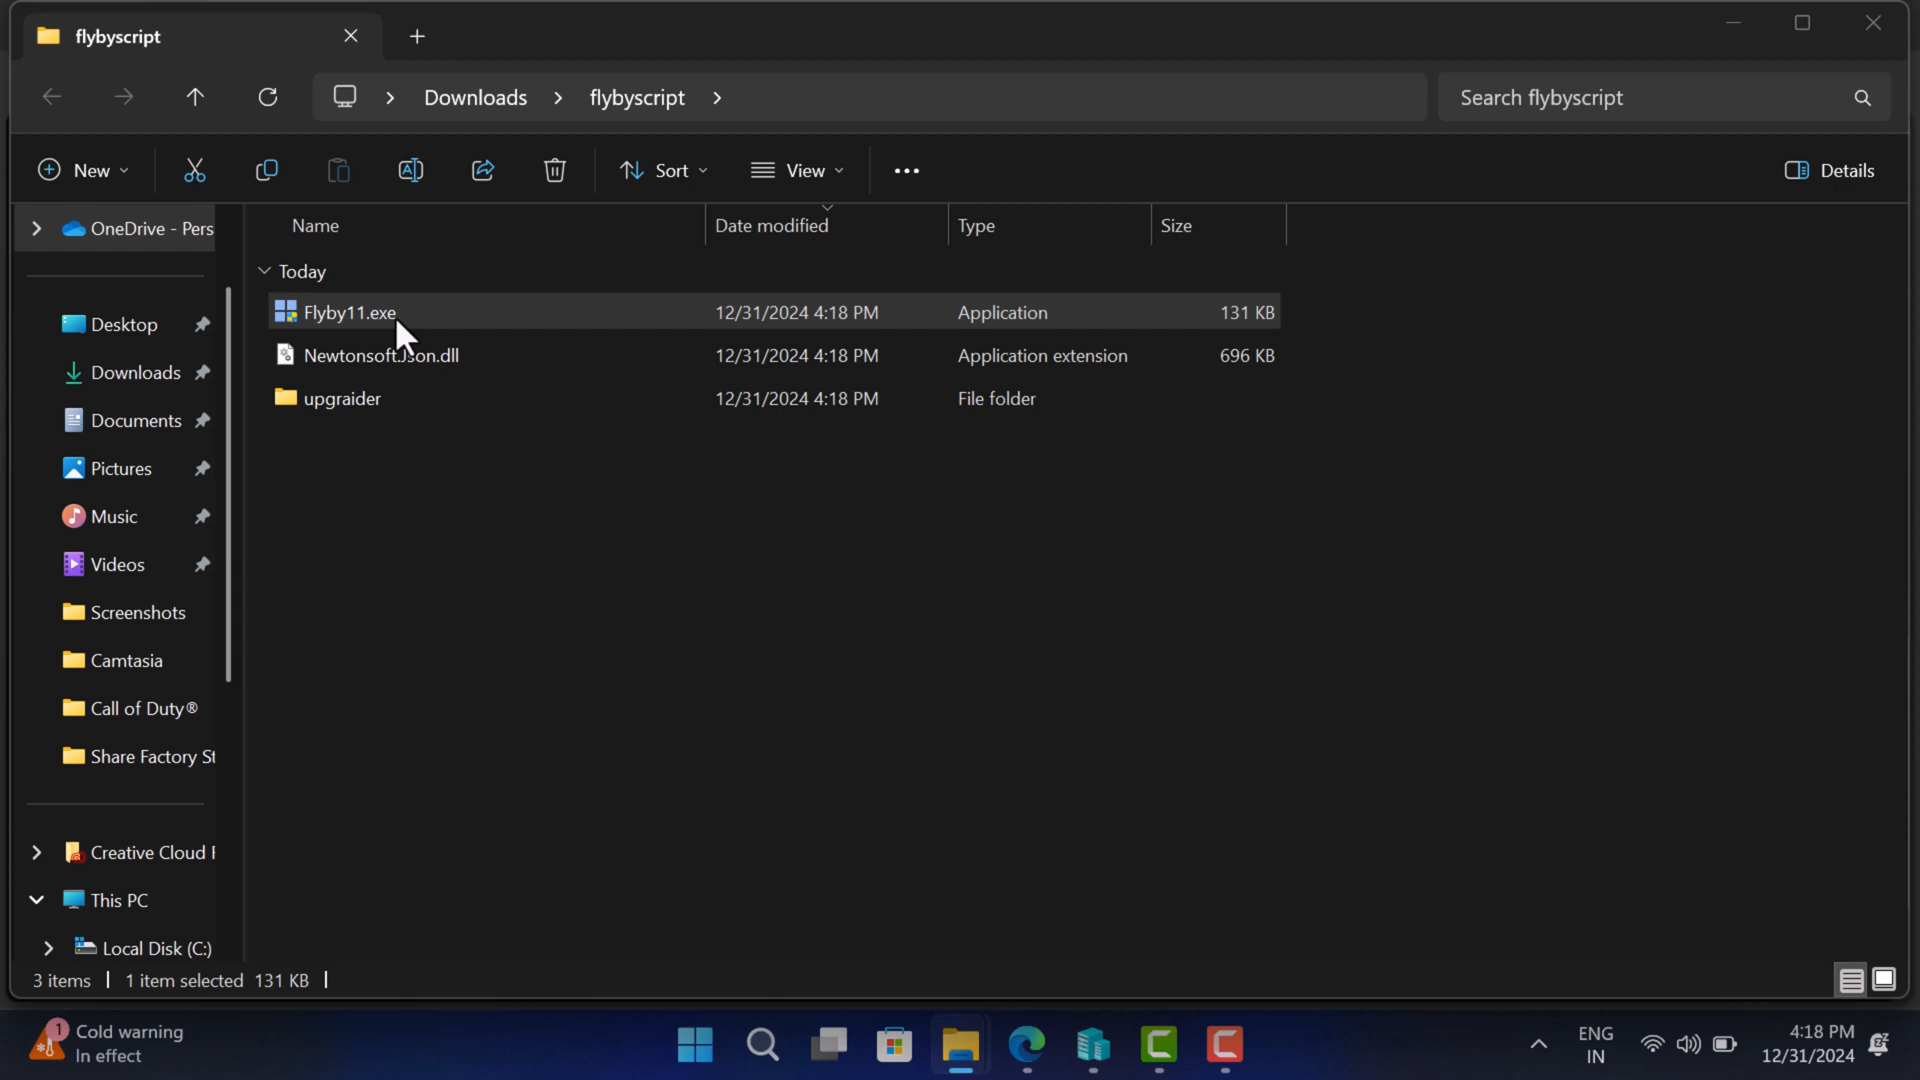 flybyscript
Downloads flybyscript
Search flybyscript
New
Sort
View
Details
Name Date modified Type Size
OneDrive - Pers
Today
Flyby11.exe 12/31/2024 4:18 PM Application 131 KB
Newtonsoft.Json.dll 12/31/2024 4:18 PM Application extension 696 KB
upgraider 12/31/2024 4:18 PM File folder
Desktop
Downloads
Documents
Pictures
Music
Videos
Screenshots
Camtasia
Call of Duty®
Share Factory St
Creative Cloud F
This PC
Local Disk (C:)
3 items 1 item selected 131 KB
1
Cold warning
In effect
ENG
IN
4:18 PM
12/31/2024